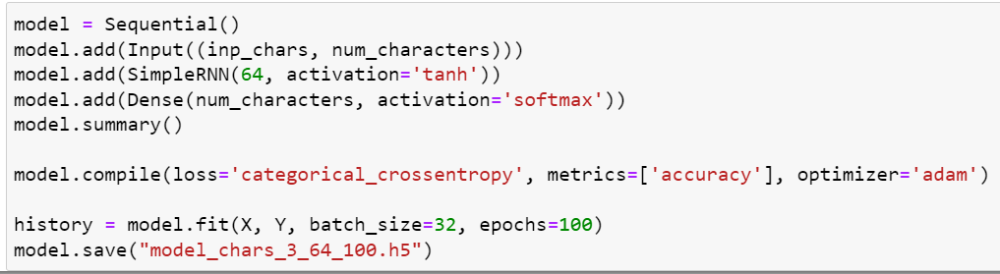 model = Sequential()
model.add(Input((inp_chars, num_characters)))
model.add(SimpleRNN(64, activation='tanh'))
model.add(Dense(num_characters, activation='softmax'))
model.summary()
model.compile(loss='categorical_crossentropy', metrics=['accuracy'], optimizer='adam')
history = model.fit(X, Y, batch_size=32, epochs=100)
model.save("model_chars_3_64_100.h5")